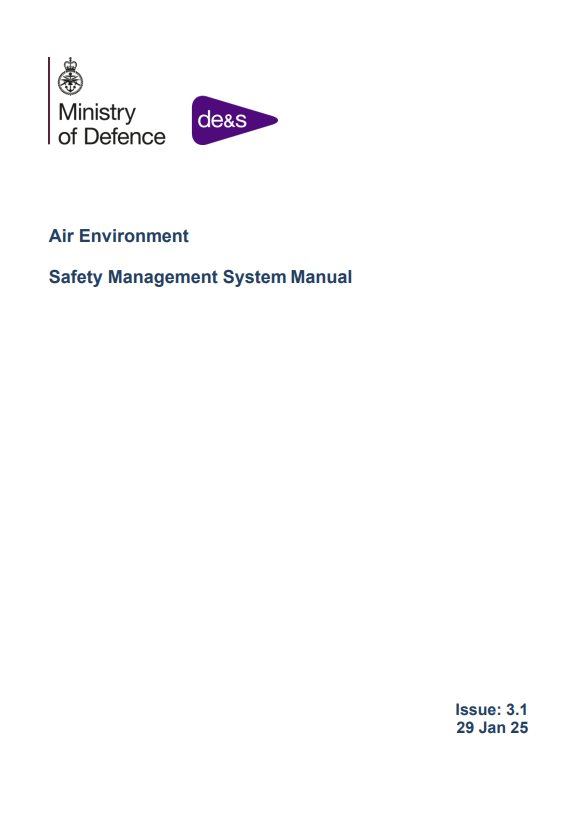 Ministry
of Defence
de&s
Air Environment
Safety Management System Manual
Issue: 3.1
29 Jan 25